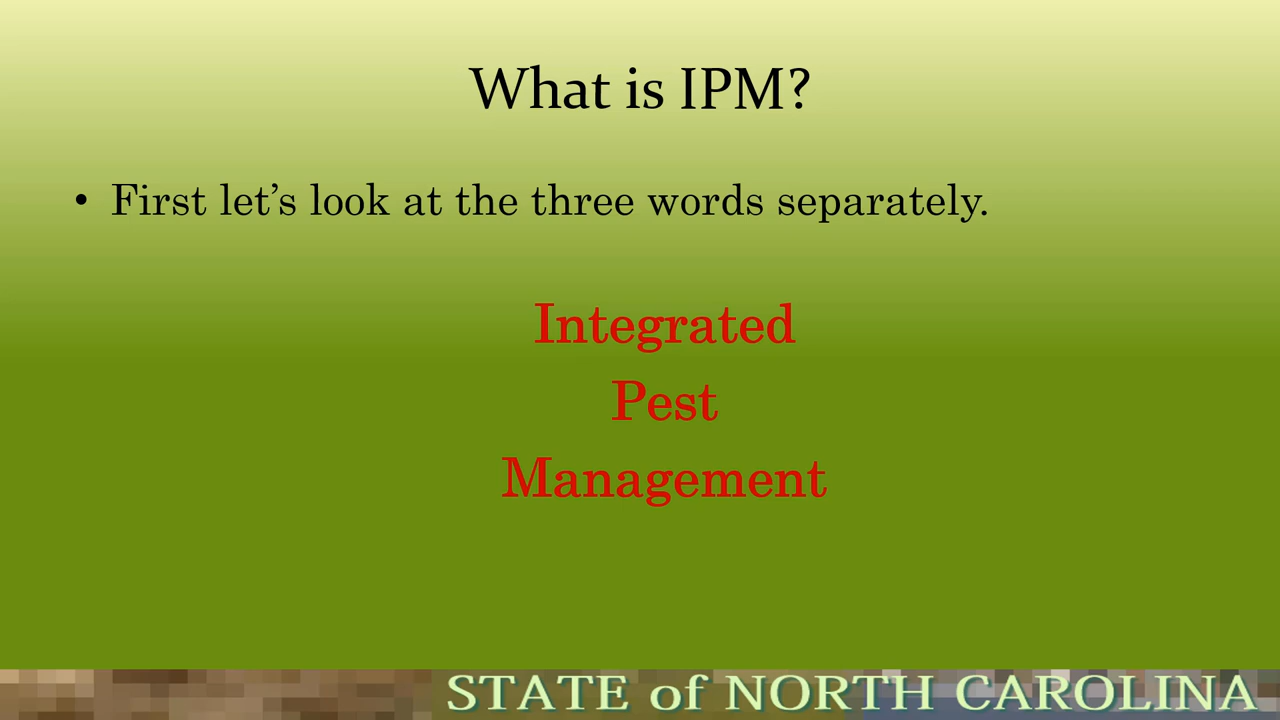 What is IPM?
• First let’s look at the three words separately.
Integrated
Pest
Management
STATE of NORTH CAROLINA